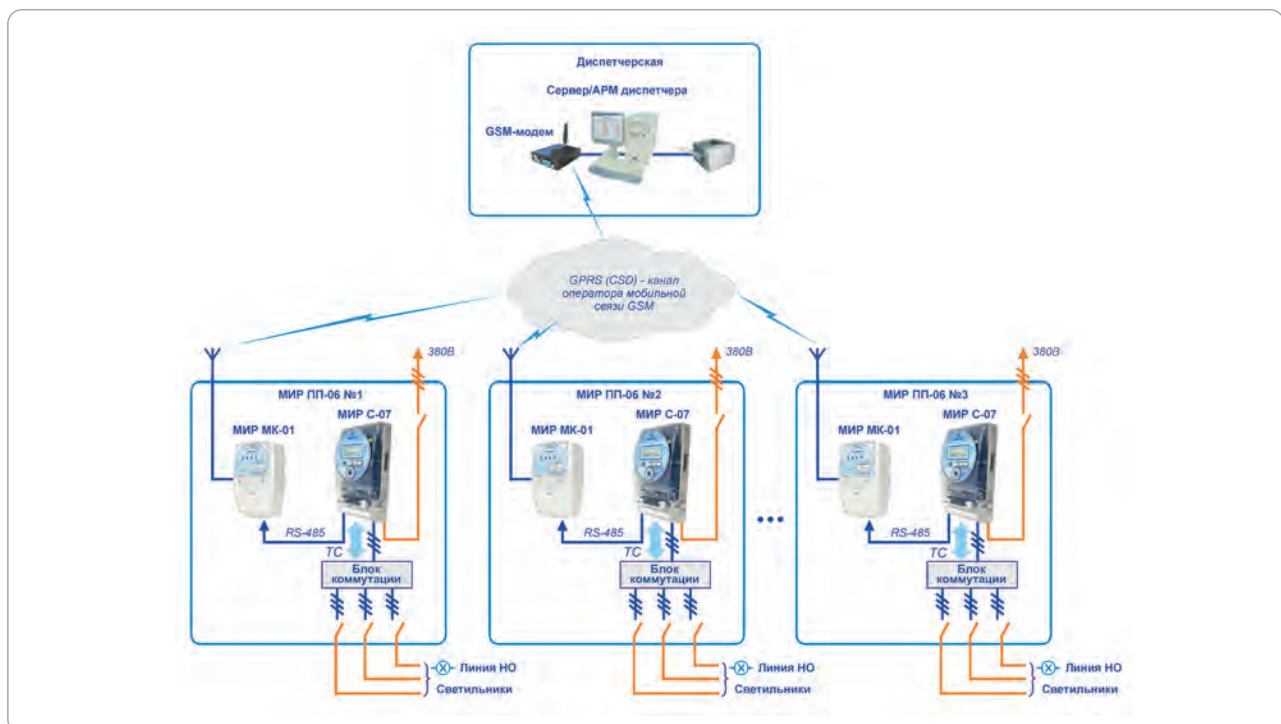 Диспетчерская
Сервер/АРМ диспетчера
GSM-модем
GPRS (CSD) - канал
оператора мобильной
связи GSM
380В
МИР ПП-06 №1
МИР С-07
МИР МК-01
RS-485
ТС
Блок
коммутации
Линия НО
Светильники
380В
МИР ПП-06 №2
МИР С-07
МИР МК-01
RS-485
ТС
Блок
коммутации
Линия НО
Светильники
380В
МИР ПП-06 №3
МИР С-07
МИР МК-01
RS-485
ТС
Блок
коммутации
Линия НО
Светильники